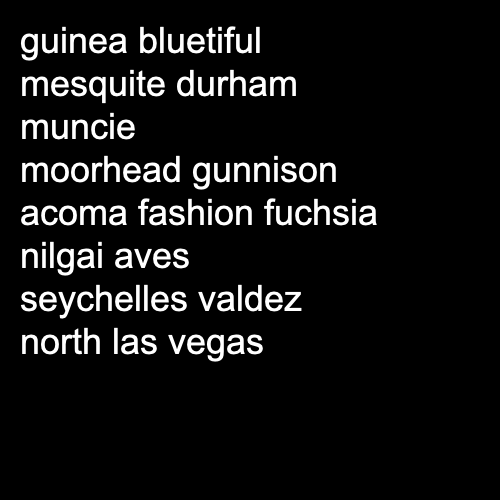 guinea bluetiful
mesquite durham
muncie
moorhead gunnison
acoma fashion fuchsia
nilgai aves
seychelles valdez
north las vegas